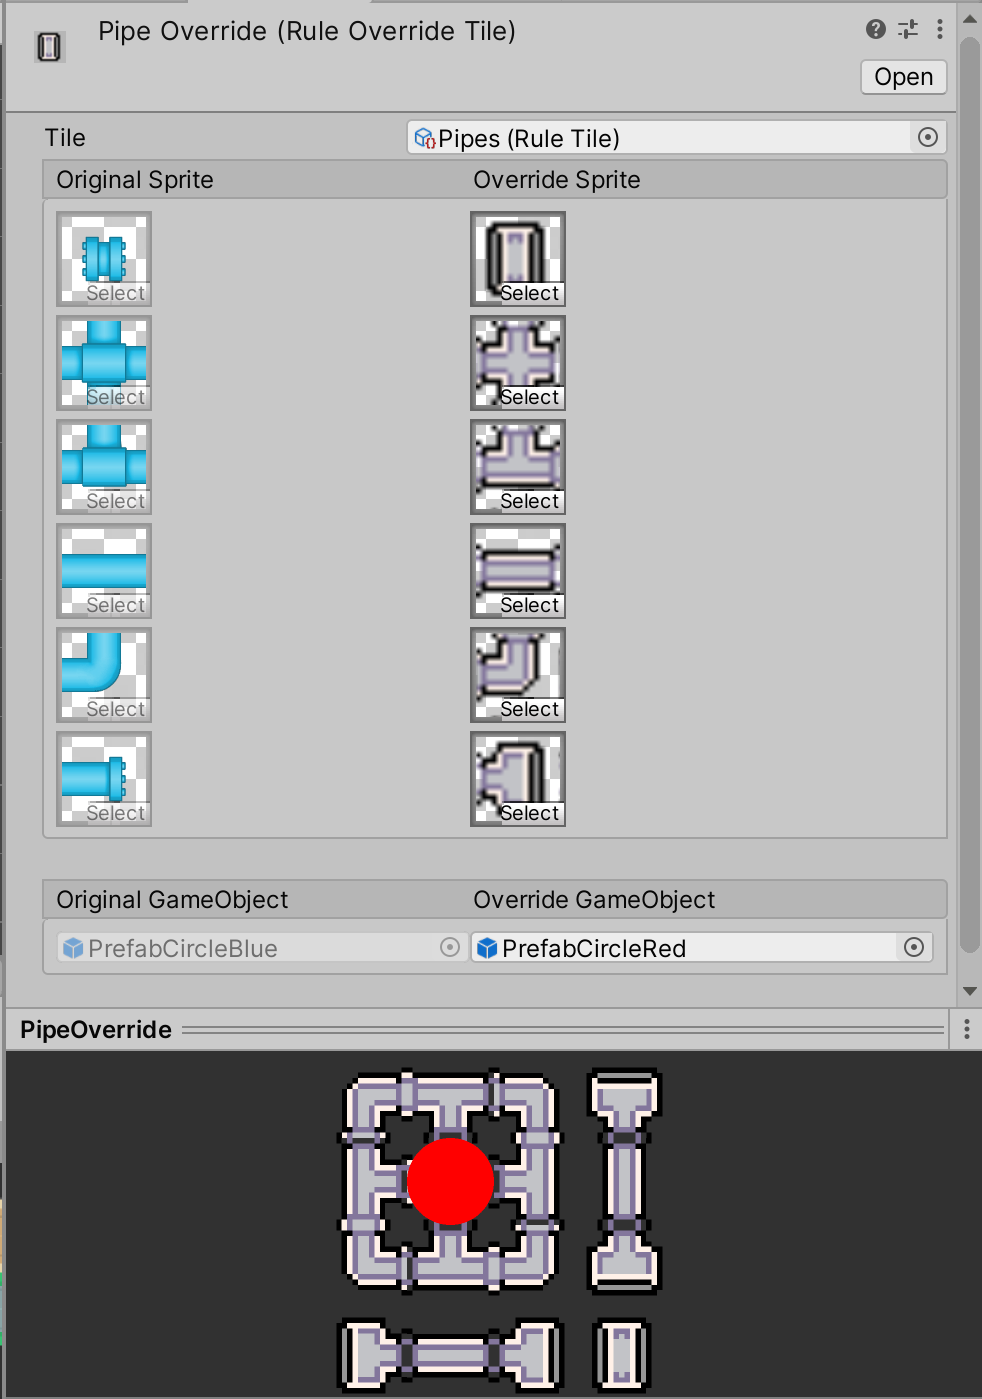 Pipe Override (Rule Override Tile)
Open
Tile Pipes (Rule Tile)
Original Sprite Override Sprite
Select Select
Select Select
Select Select
Select Select
Select Select
Select Select
Original GameObject Override GameObject
PrefabCircleBlue PrefabCircleRed
PipeOverride